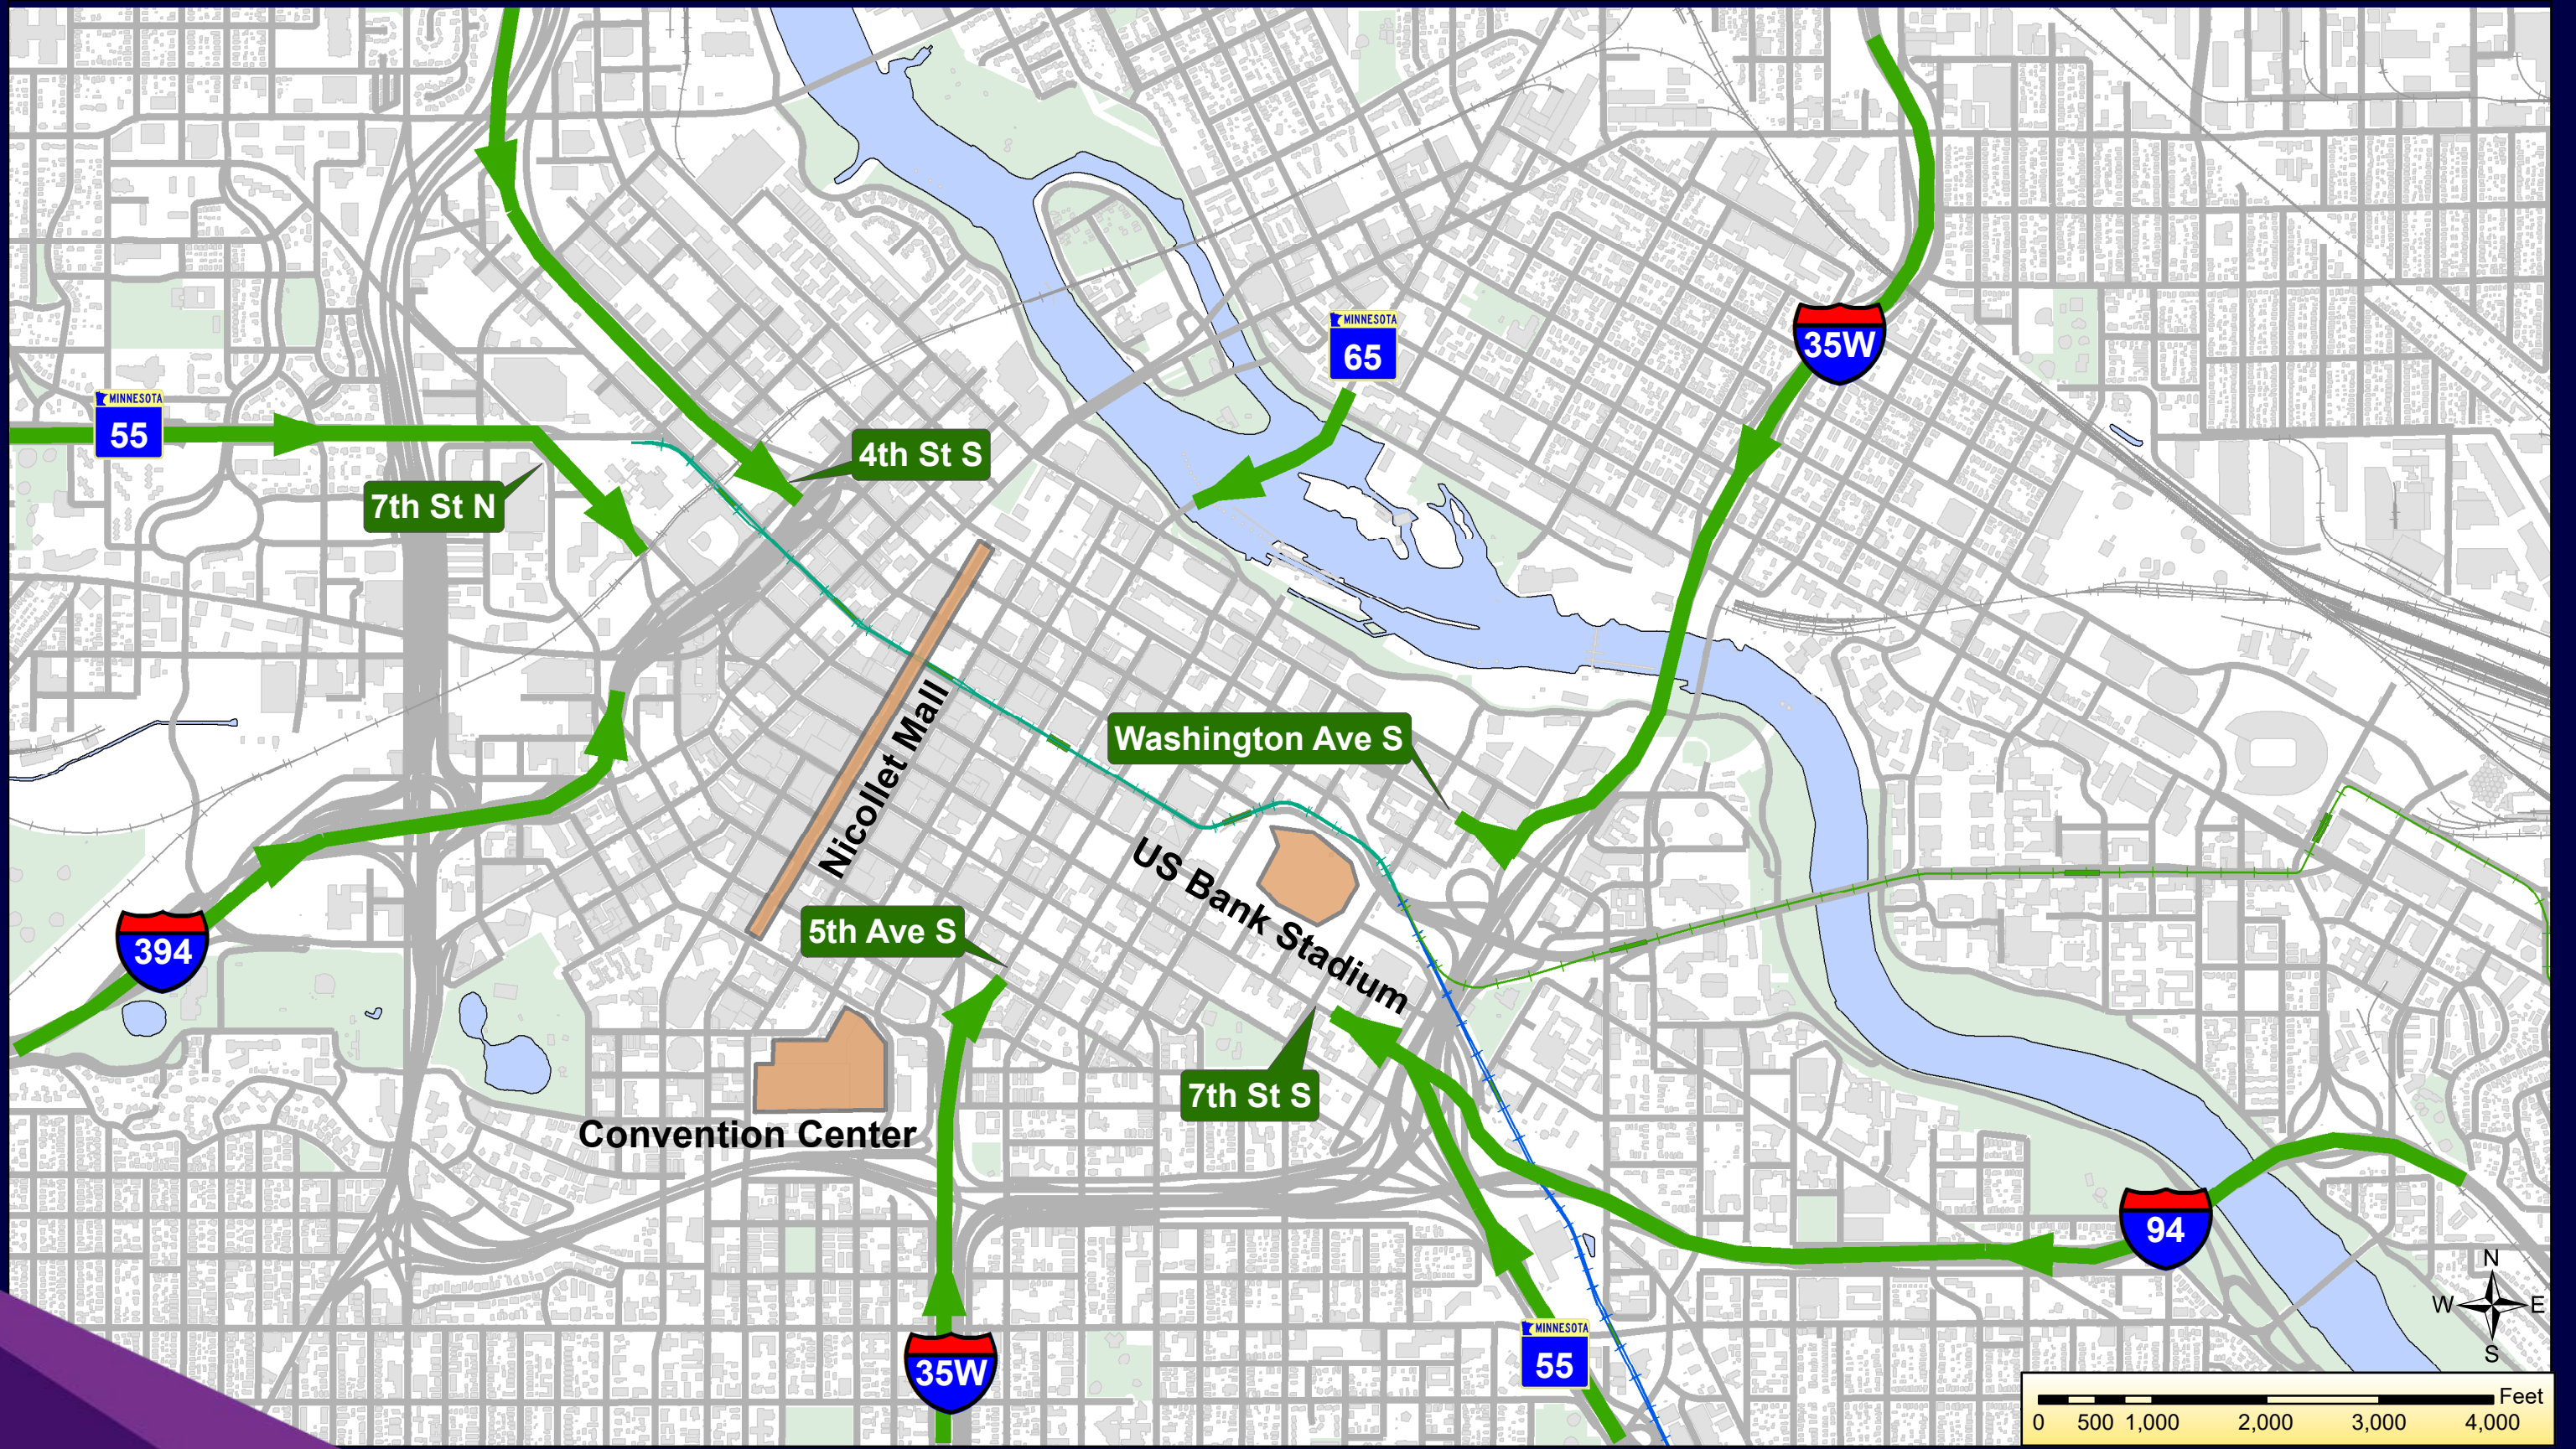 MINNESOTA
65
35W
MINNESOTA
55
4th St S
7th St N
Nicollet Mall
Washington Ave S
US Bank Stadium
5th Ave S
394
7th St S
Convention Center
94
35W
MINNESOTA
55
N
W E
S
Feet
0 500 1,000 2,000 3,000 4,000